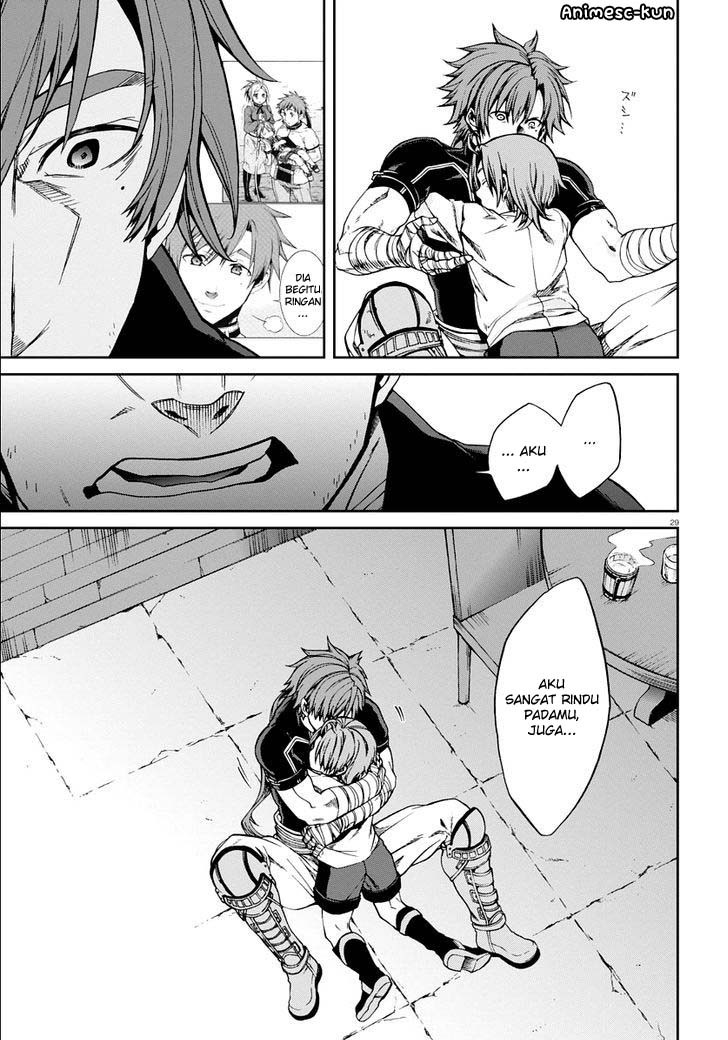 Animesc-kun
ズシ...
DIA
BEGITU
RINGAN
...
...
... AKU
...
29
AKU
SANGAT RINDU
PADAMU,
JUGA...